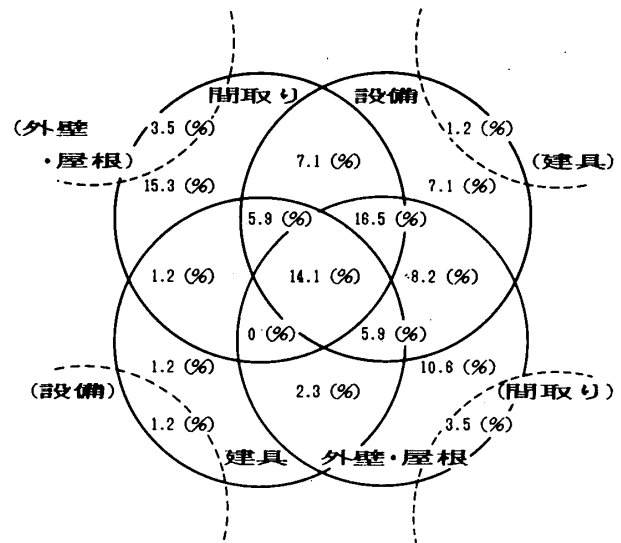 間取り 設備
(外壁 3.5 (%) 1.2 (%)
・屋根) 7.1 (%) (建具)
15.3 (%) 7.1 (%)
5.9 (%) 16.5 (%)
1.2 (%) 14.1 (%) 8.2 (%)
0 (%) 5.9 (%)
1.2 (%) 10.6 (%)
(設備) 2.3 (%) (間取り)
1.2 (%) 3.5 (%)
建具 外壁・屋根